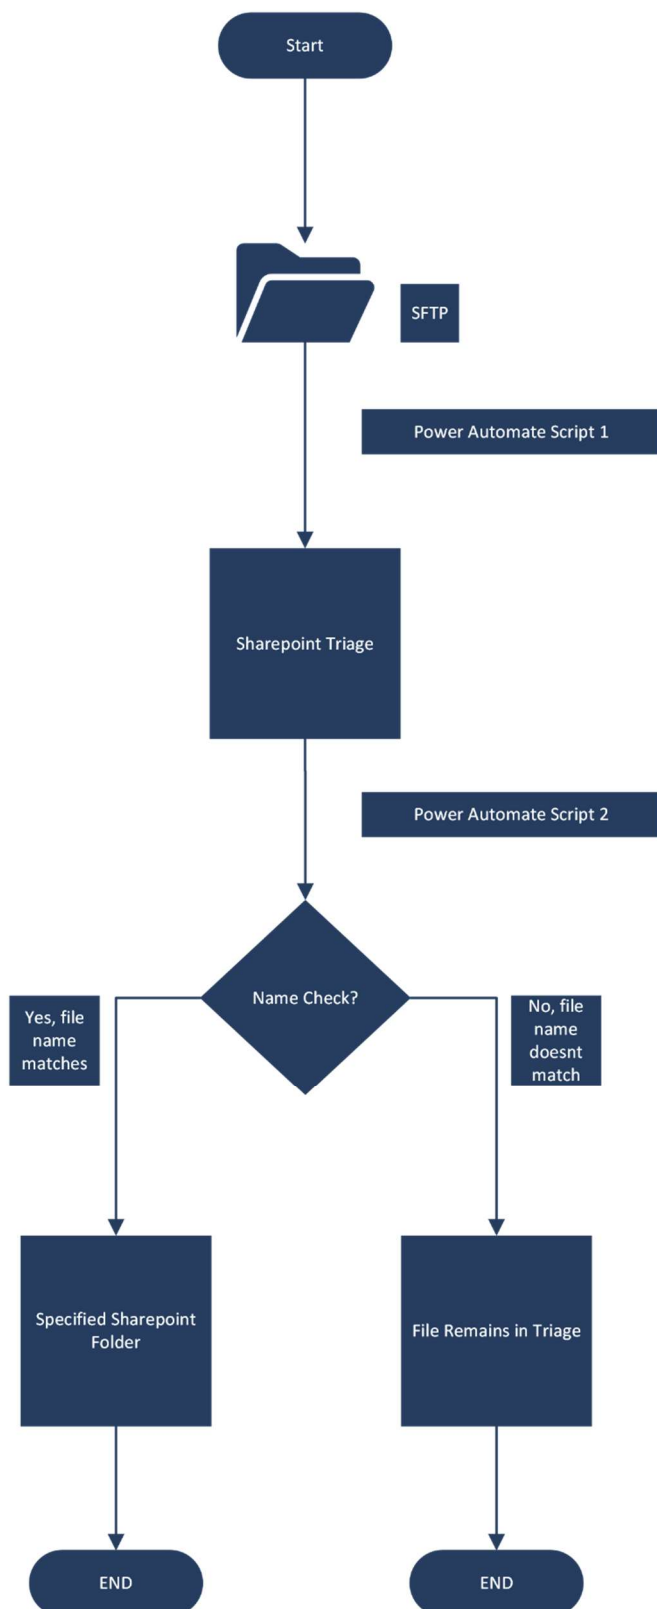 Start
SFTP
Power Automate Script 1
Sharepoint Triage
Power Automate Script 2
Name Check?
Yes, file
name
matches
No, file
name
doesnt
match
Specified Sharepoint
Folder
File Remains in Triage
END
END